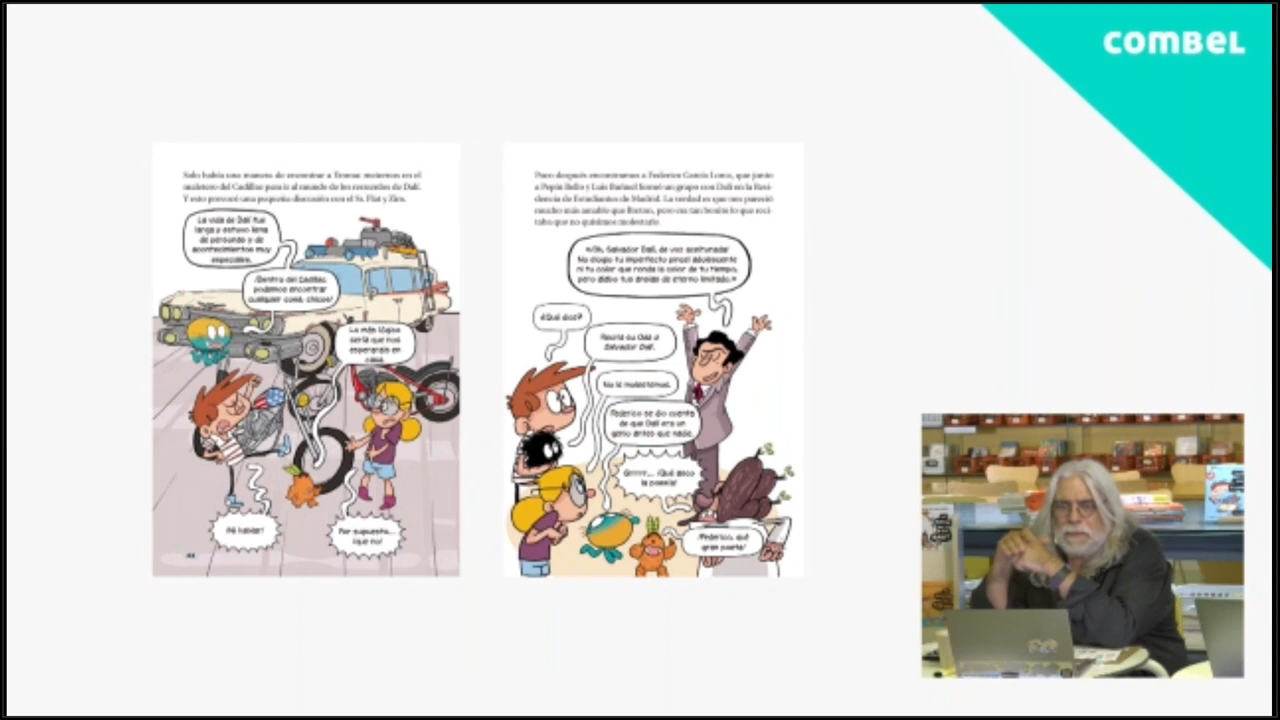 COMBEL
Solo había una manera de encontrar a Emma: meternos en el
maletero del Cadillac para ir al mundo de los recuerdos de Dalí.
Y esto provocó una pequeña discusión con el Sr. Flat y Ziro.
La vida de Dalí fue
larga y estuvo llena
de personas y de
acontecimientos muy
especiales.
¡Dentro del Cadillac
podemos encontrar
cualquier cosa, chicos!
Lo más lógico
sería que nos
esperarais en
casa.
¡Ni hablar!
Por supuesto...
¡que no!
44
Poco después encontramos a Federico García Lorca, que junto
a Pepín Bello y Luis Buñuel formó un grupo con Dalí en la Resi-
dencia de Estudiantes de Madrid. La verdad es que nos pareció
mucho más amable que Breton, pero era tan bonito lo que reci-
taba que no quisimos molestarlo.
«¡Oh, Salvador Dalí, de voz aceitunada!
No elogio tu imperfecto pincel adolescente
ni tu color que ronda la color de tu tiempo,
pero alabo tus ansias de eterno limitado.»
¿Qué dice?
Recita su Oda a
Salvador Dalí.
No le molestemos.
Federico se dio cuenta
de que Dalí era un
genio antes que nadie.
Grrrr... ¡Qué asco
la poesía!
¡Federico, qué
gran poeta!
COMBEL